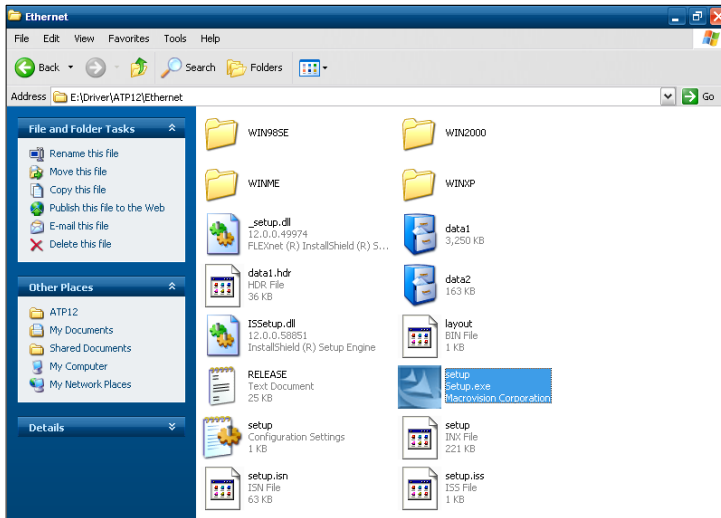 Ethernet
File Edit View Favorites Tools Help
Back Search Folders
Address E:\Driver\ATP12\Ethernet Go
File and Folder Tasks
Rename this file
Move this file
Copy this file
Publish this file to the Web
E-mail this file
Delete this file
Other Places
ATP12
My Documents
Shared Documents
My Computer
My Network Places
Details
WIN98SE
WIN2000
WINME
WINXP
_setup.dll
12.0.0.49974
FLEXnet (R) InstallShield (R) S...
data1
3,250 KB
data1.hdr
HDR File
36 KB
data2
163 KB
ISSetup.dll
12.0.0.58851
InstallShield (R) Setup Engine
layout
BIN File
1 KB
RELEASE
Text Document
25 KB
setup
Setup.exe
Macrovision Corporation
setup
Configuration Settings
1 KB
setup
INX File
221 KB
setup.isn
ISN File
63 KB
setup.iss
ISS File
1 KB